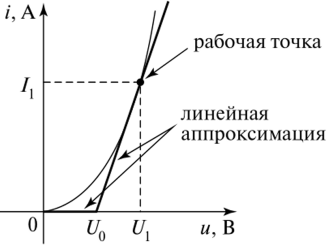 i, А
рабочая точка
I₁
линейная
аппроксимация
0
U₀
U₁
u, В